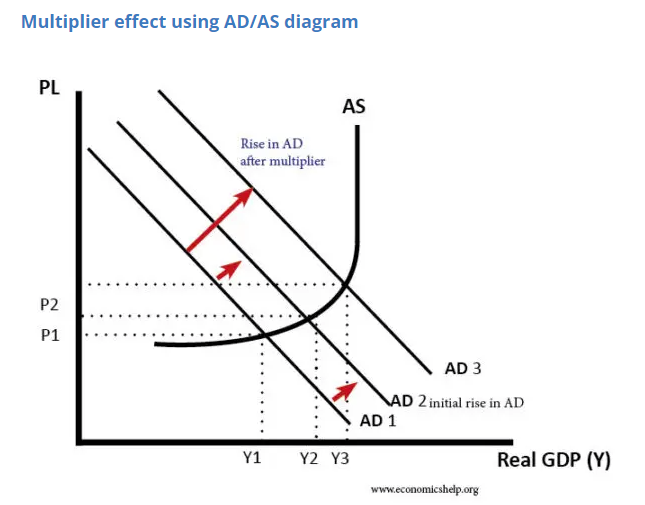 Multiplier effect using AD/AS diagram
PL
AS
Rise in AD
after multiplier
P2
P1
AD 3
AD 2 initial rise in AD
AD 1
Y1 Y2 Y3
Real GDP (Y)
www.economicshelp.org